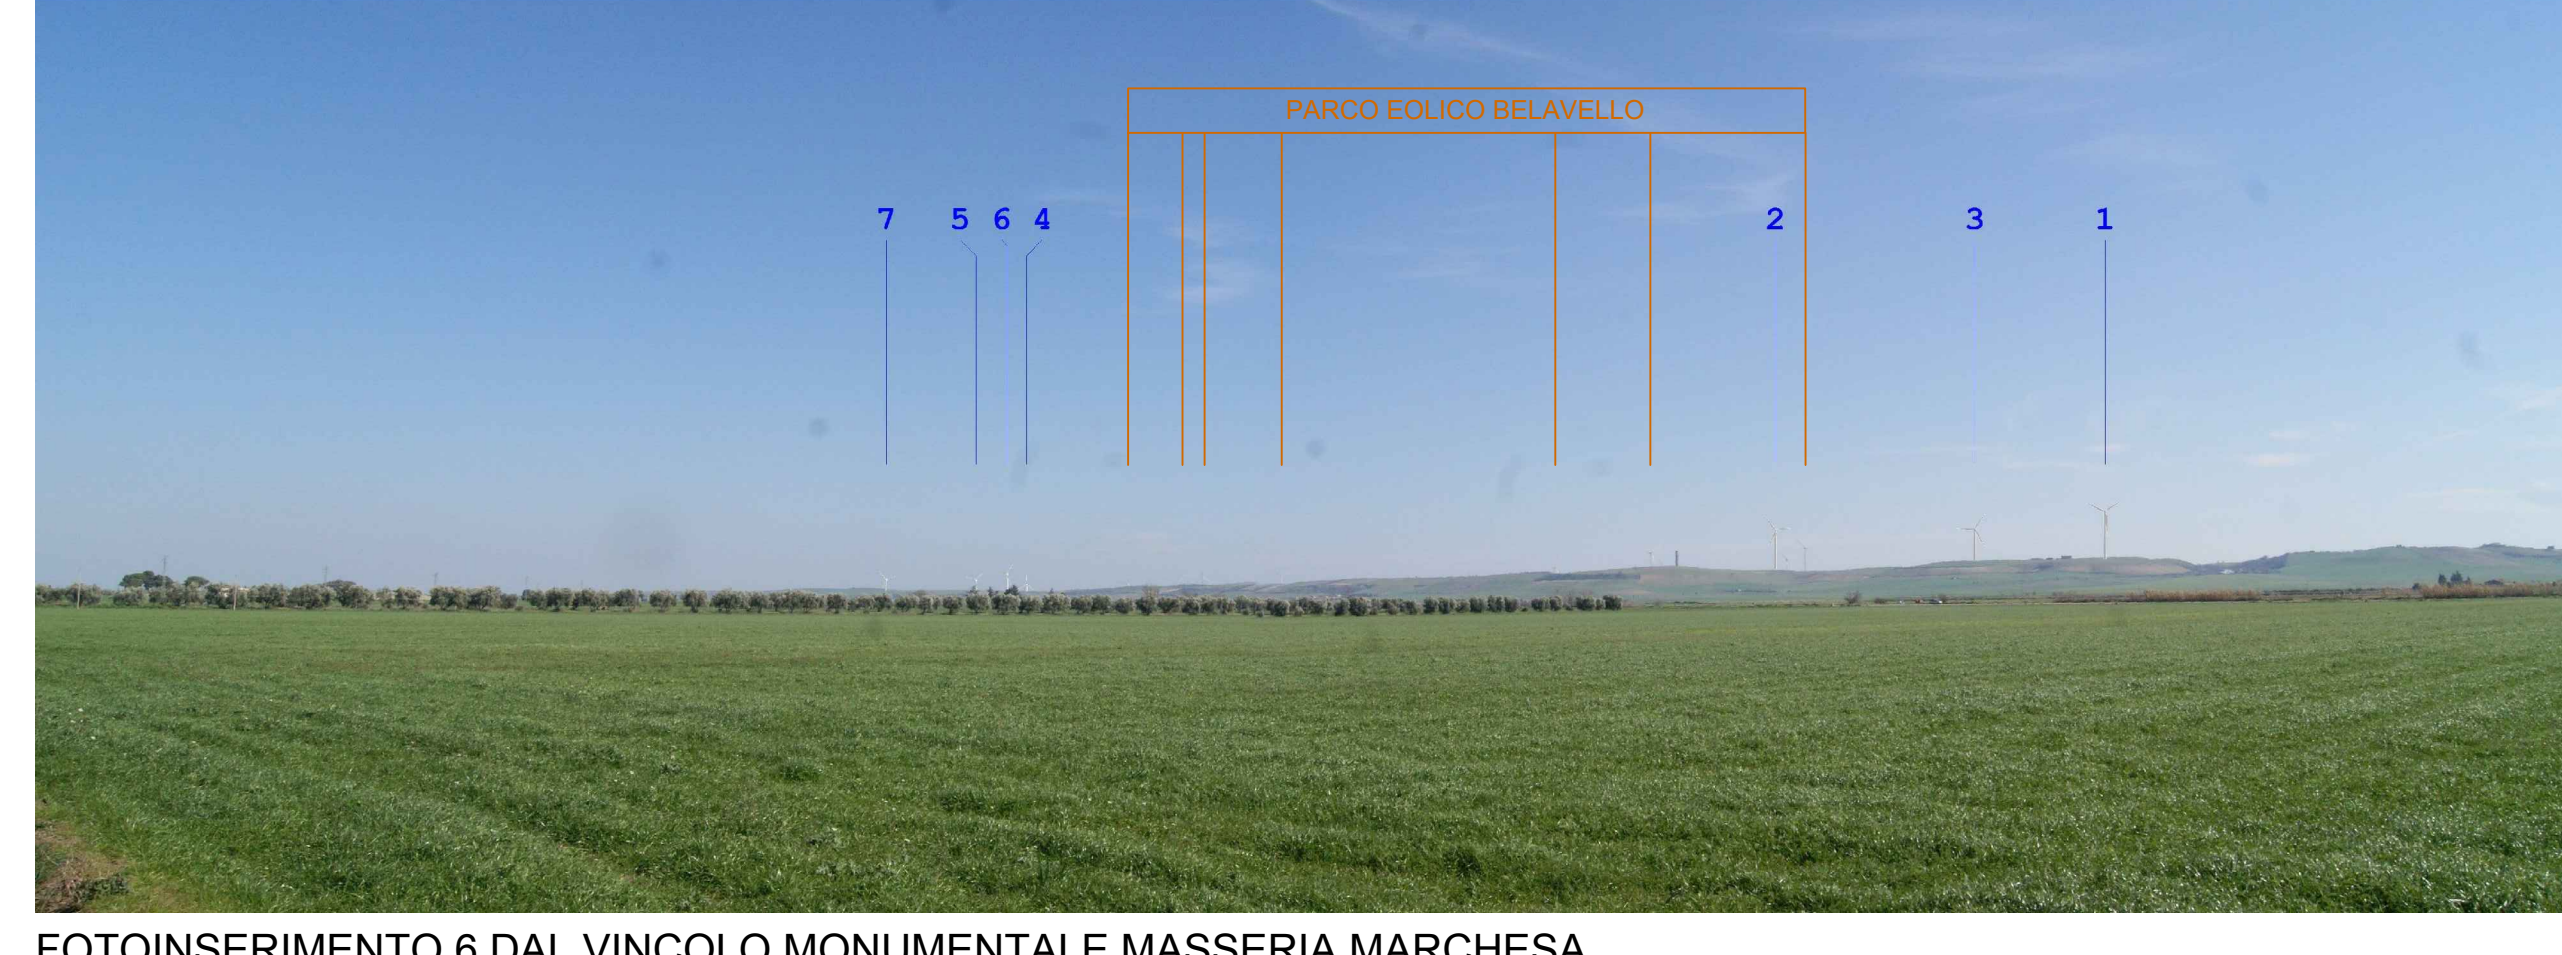 PARCO EOLICO BELAVELLO
7 5 6 4 2 3 1
FOTOINSERIMENTO 6 DAL VINCOLO MONUMENTALE MASSERIA MARCHESA